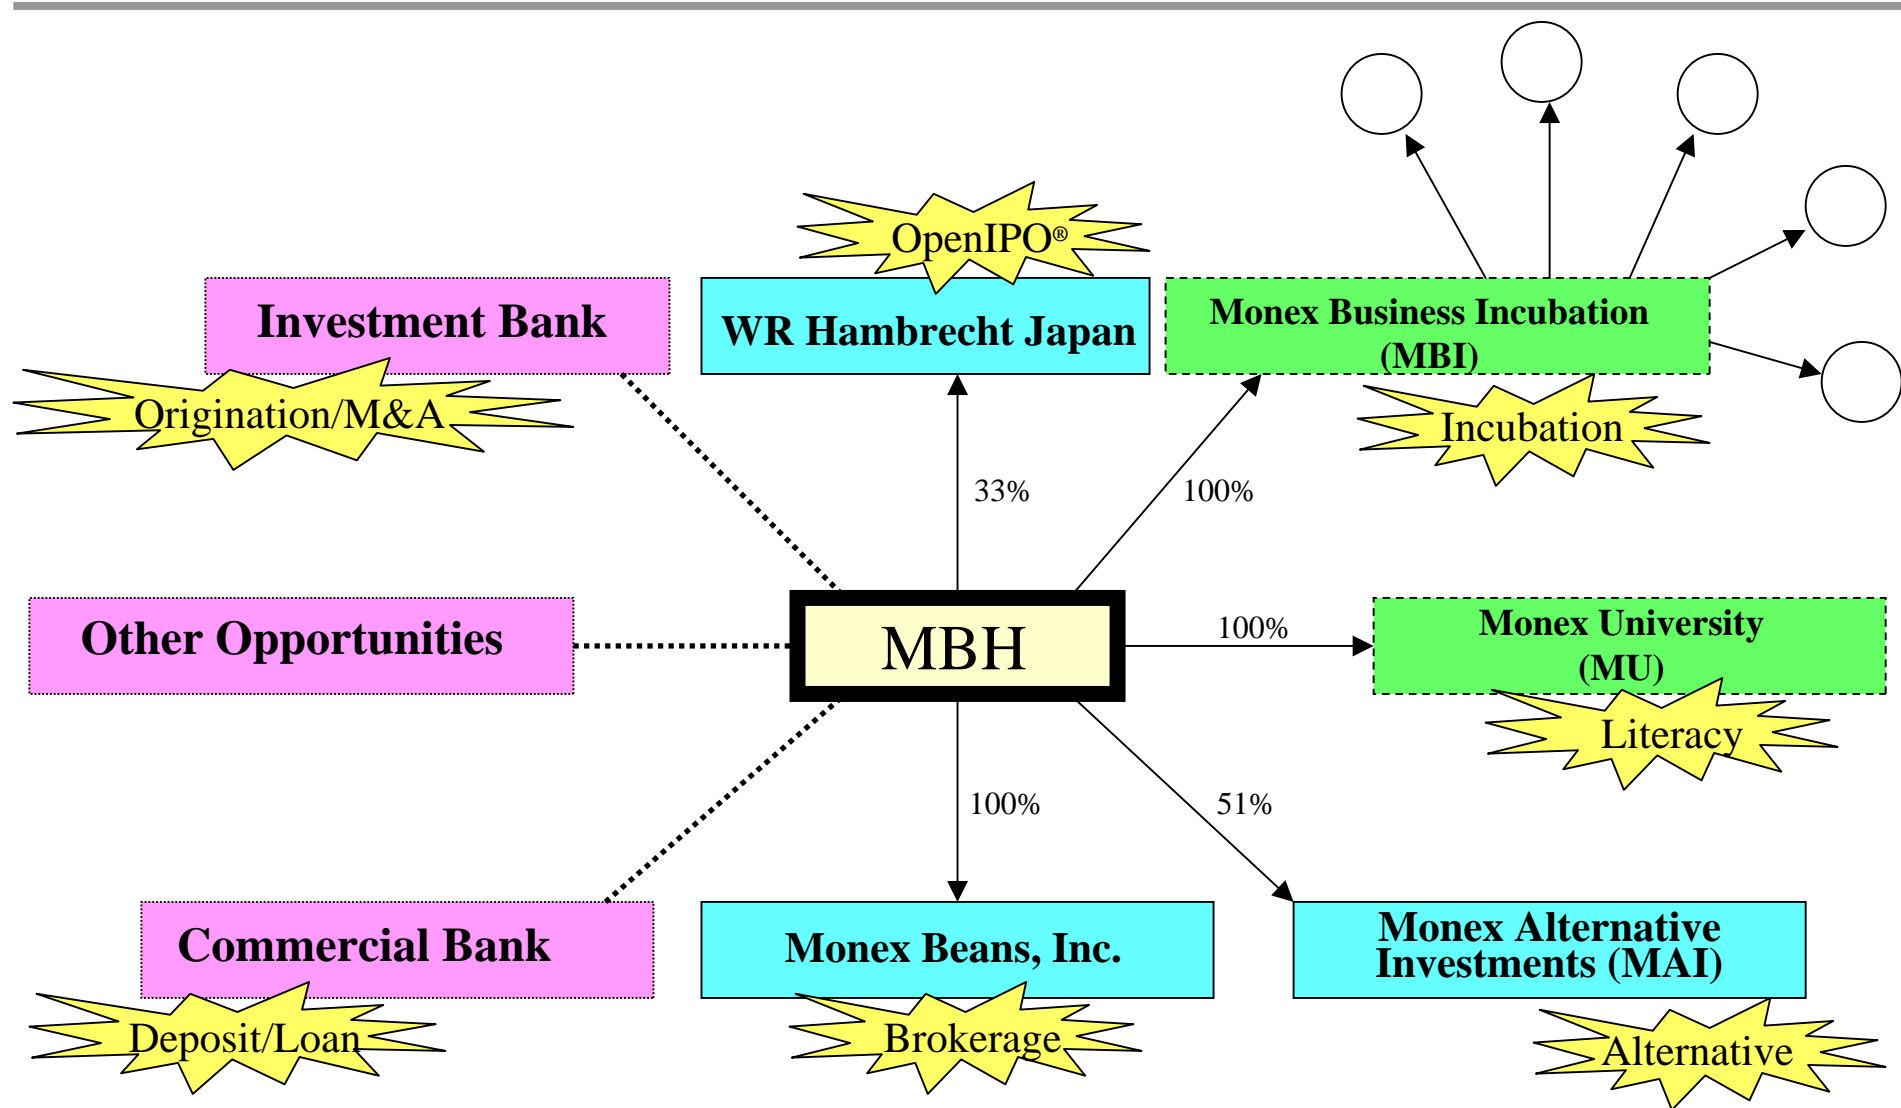 OpenIPO®
Investment Bank
WR Hambrecht Japan
Monex Business Incubation
(MBI)
Origination/M&A
Incubation
33%
100%
Other Opportunities
MBH
100%
Monex University
(MU)
Literacy
100%
51%
Commercial Bank
Monex Beans, Inc.
Monex Alternative
Investments (MAI)
Deposit/Loan
Brokerage
Alternative